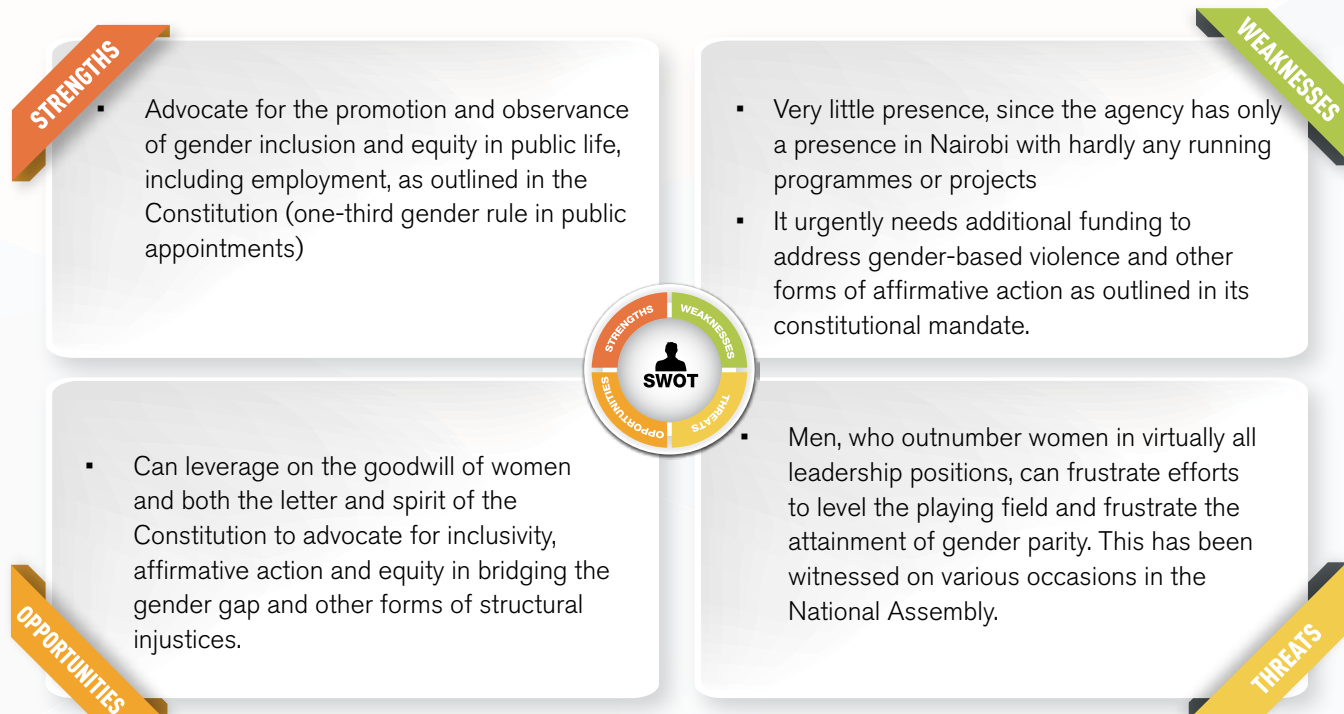 STRENGTHS
▪ Advocate for the promotion and observance
of gender inclusion and equity in public life,
including employment, as outlined in the
Constitution (one-third gender rule in public
appointments)
WEAKNESSES
▪ Very little presence, since the agency has only
a presence in Nairobi with hardly any running
programmes or projects
▪ It urgently needs additional funding to
address gender-based violence and other
forms of affirmative action as outlined in its
constitutional mandate.
STRENGTHS
WEAKNESSES
SWOT
OPPORTUNITIES
THREATS
▪ Can leverage on the goodwill of women
and both the letter and spirit of the
Constitution to advocate for inclusivity,
affirmative action and equity in bridging the
gender gap and other forms of structural
injustices.
OPPORTUNITIES
▪ Men, who outnumber women in virtually all
leadership positions, can frustrate efforts
to level the playing field and frustrate the
attainment of gender parity. This has been
witnessed on various occasions in the
National Assembly.
THREATS